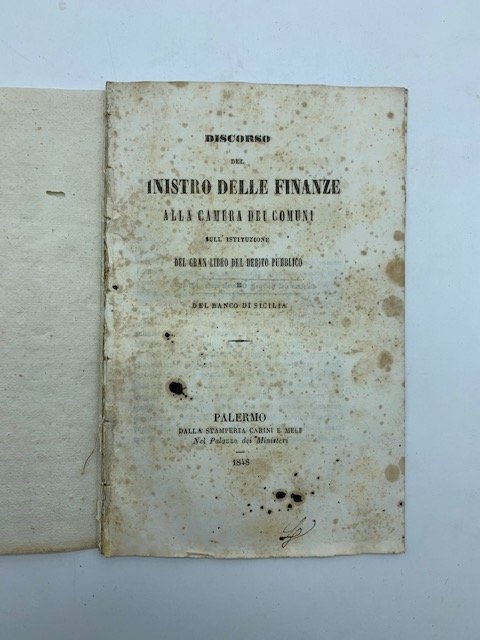 DISCORSO
DEL
INISTRO DELLE FINANZE
ALLA CAMERA DEI COMUNI
SULL' ISTITUZIONE
DEL GRAN LIBRO DEL DEBITO PUBBLICO
E
DEL BANCO DI SICILIA
PALERMO
DALLA STAMPERIA CARINI E MELI
Nel Palazzo dei Ministeri
1848